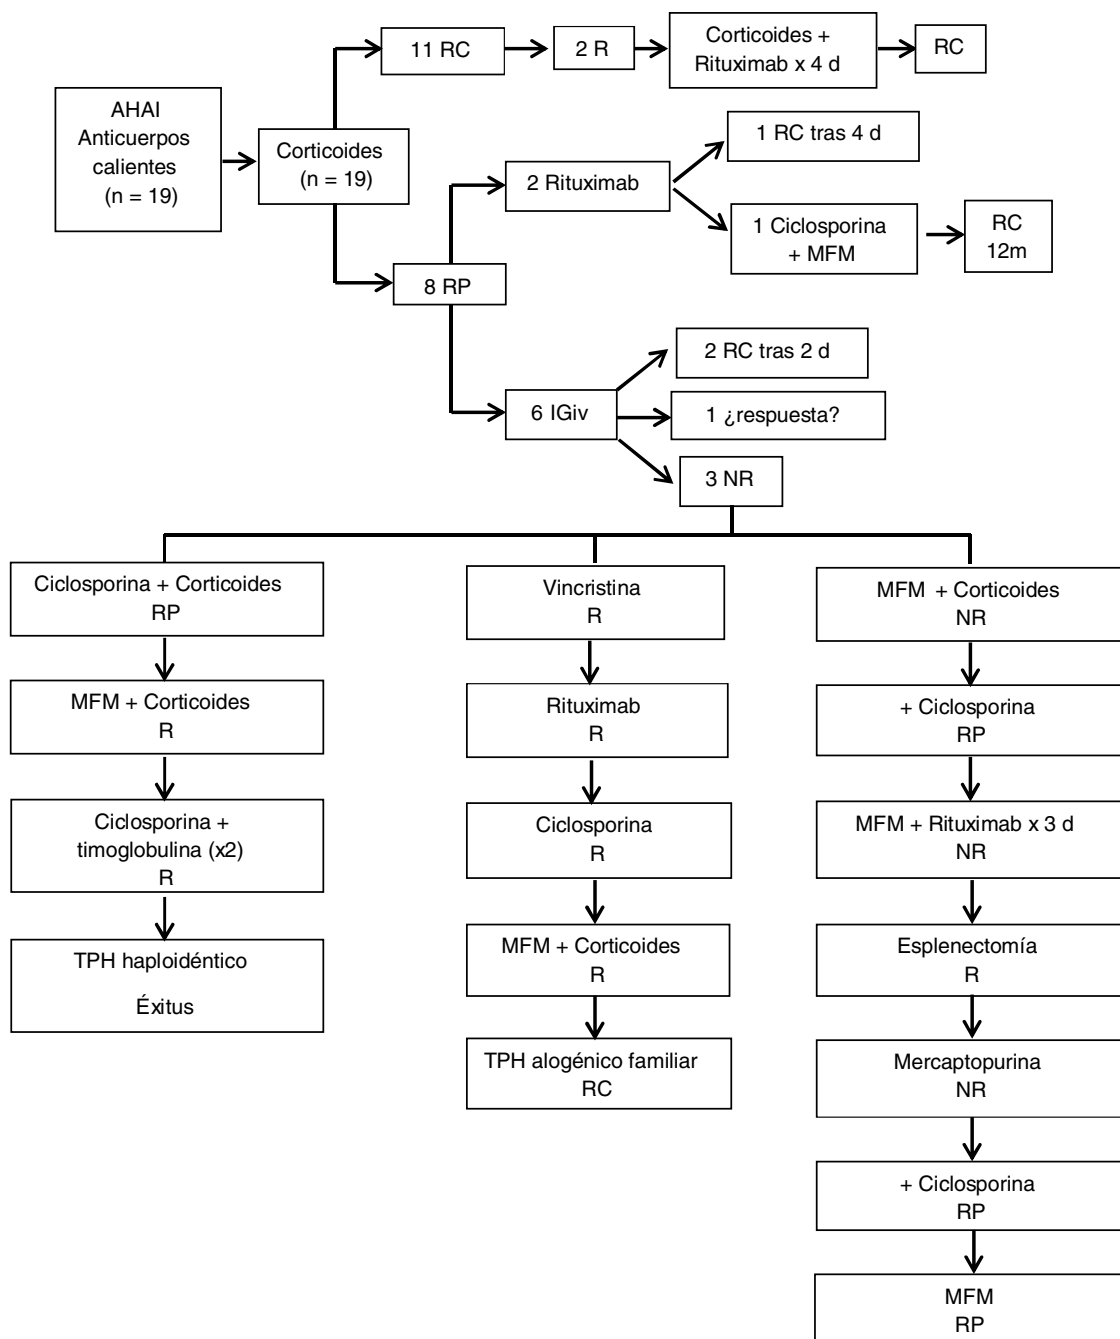 11 RC
2 R
Corticoides +
Rituximab x 4 d
RC
AHAI
Anticuerpos
calientes
(n = 19)
Corticoides
(n = 19)
1 RC tras 4 d
2 Rituximab
1 Ciclosporina
+ MFM
RC
12m
8 RP
2 RC tras 2 d
6 IGiv
1 ¿respuesta?
3 NR
Ciclosporina + Corticoides
RP
MFM + Corticoides
R
Ciclosporina +
timoglobulina (x2)
R
TPH haploidéntico
Éxitus
Vincristina
R
Rituximab
R
Ciclosporina
R
MFM + Corticoides
R
TPH alogénico familiar
RC
MFM + Corticoides
NR
+ Ciclosporina
RP
MFM + Rituximab x 3 d
NR
Esplenectomía
R
Mercaptopurina
NR
+ Ciclosporina
RP
MFM
RP